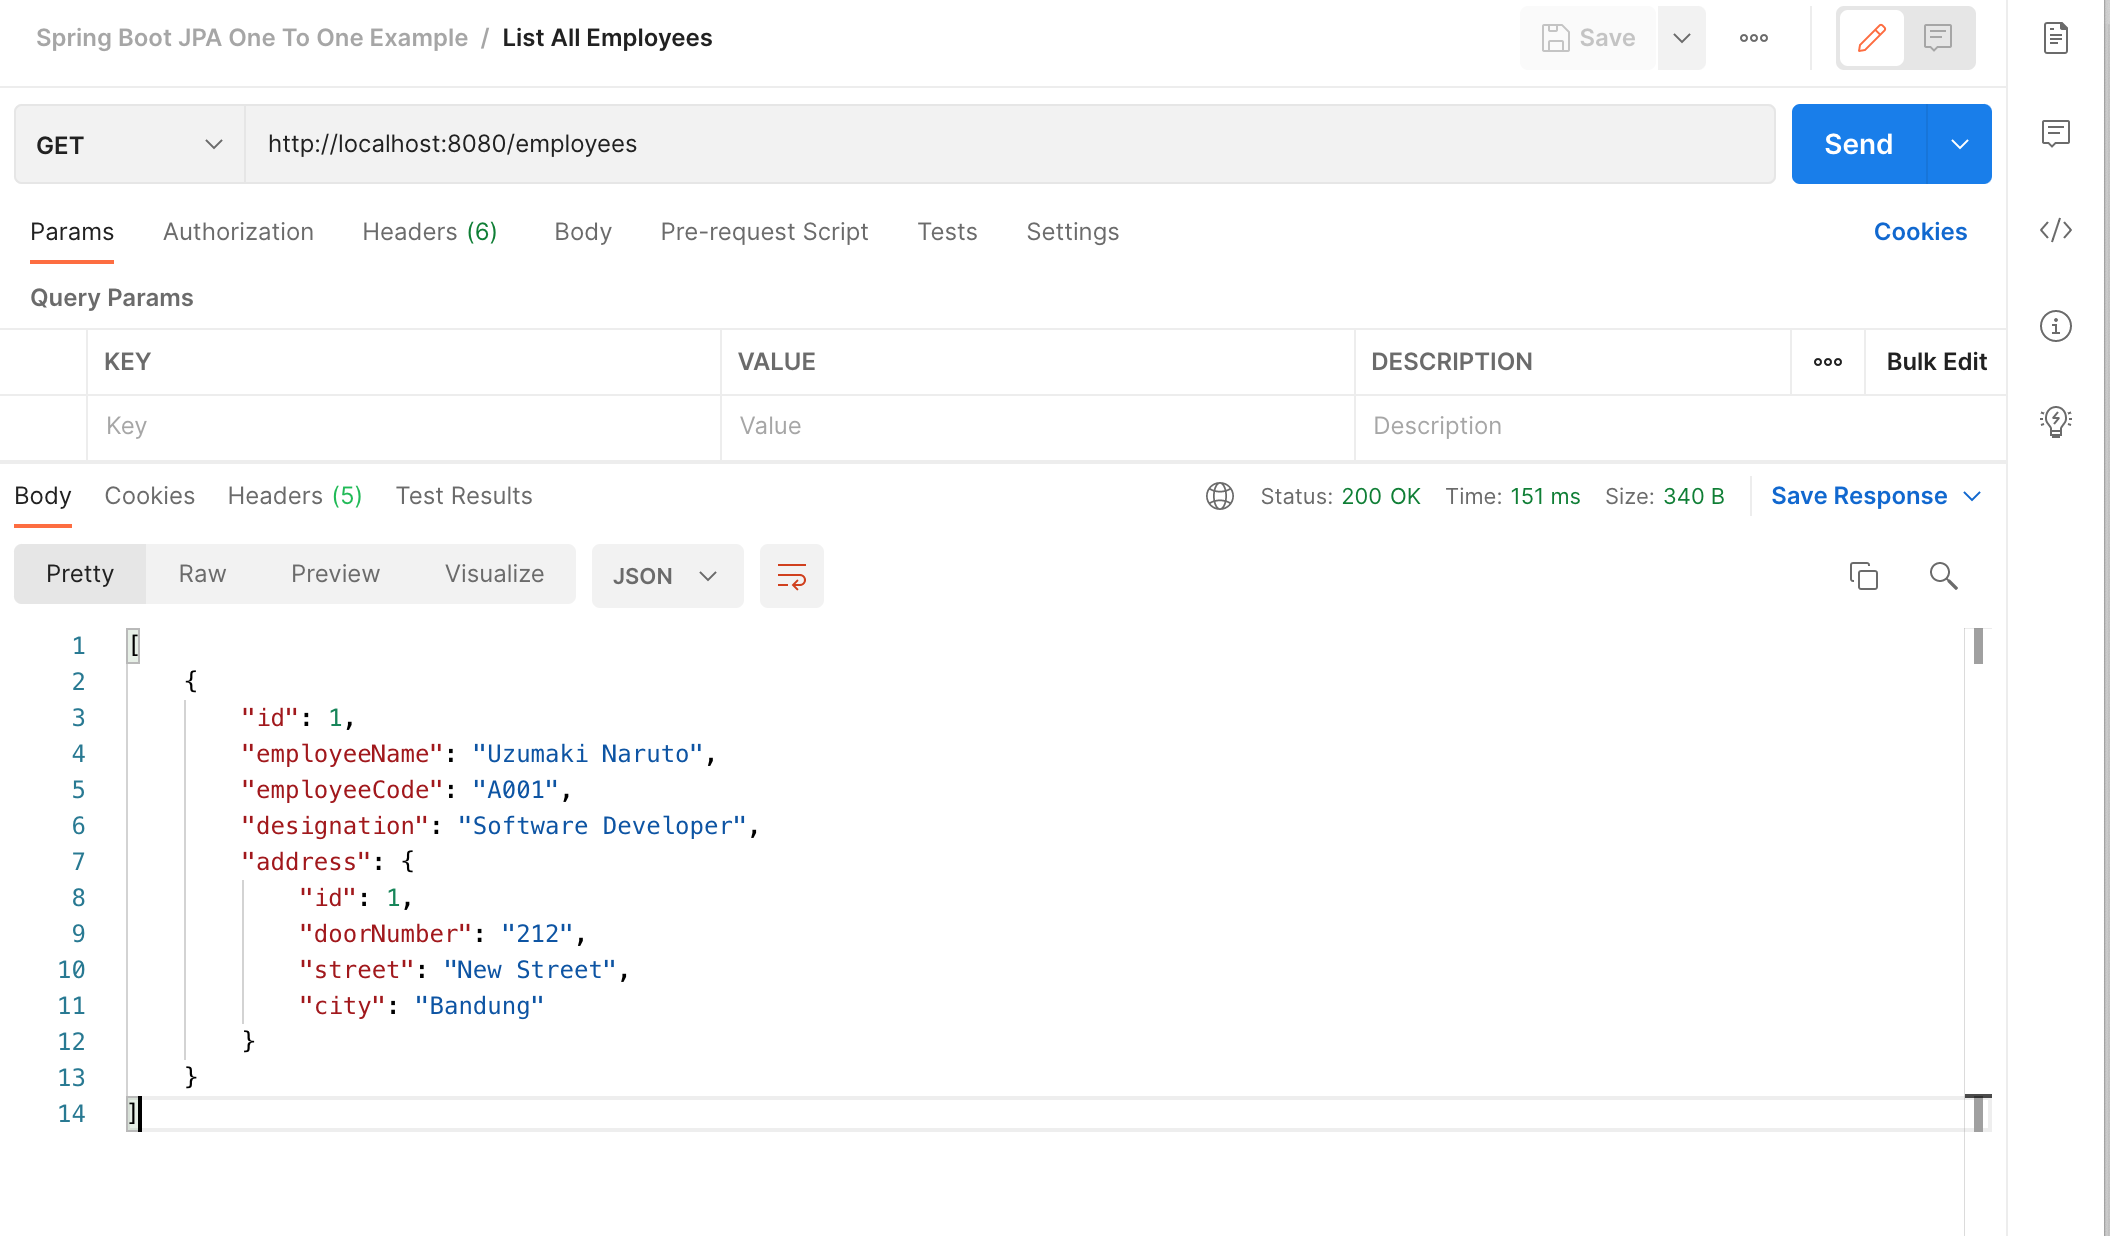 Spring Boot JPA One To One Example / List All Employees
Save
GET
http://localhost:8080/employees
Send
Params Authorization Headers (6) Body Pre-request Script Tests Settings Cookies
Query Params
KEY VALUE DESCRIPTION Bulk Edit
Key Value Description
Body Cookies Headers (5) Test Results Status: 200 OK Time: 151 ms Size: 340 B Save Response
Pretty Raw Preview Visualize JSON
1 [
2 {
3 "id": 1,
4 "employeeName": "Uzumaki Naruto",
5 "employeeCode": "A001",
6 "designation": "Software Developer",
7 "address": {
8 "id": 1,
9 "doorNumber": "212",
10 "street": "New Street",
11 "city": "Bandung"
12 }
13 }
14 ]